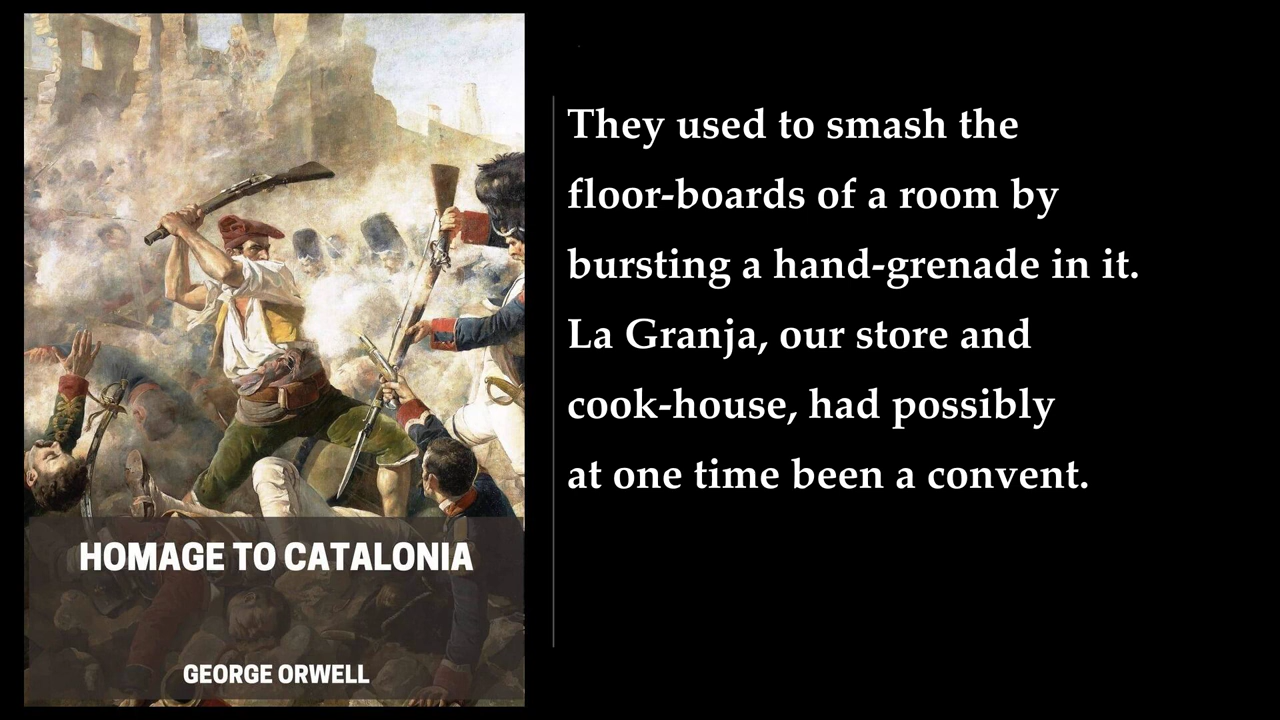 They used to smash the
floor-boards of a room by
bursting a hand-grenade in it.
La Granja, our store and
cook-house, had possibly
at one time been a convent.
HOMAGE TO CATALONIA
GEORGE ORWELL